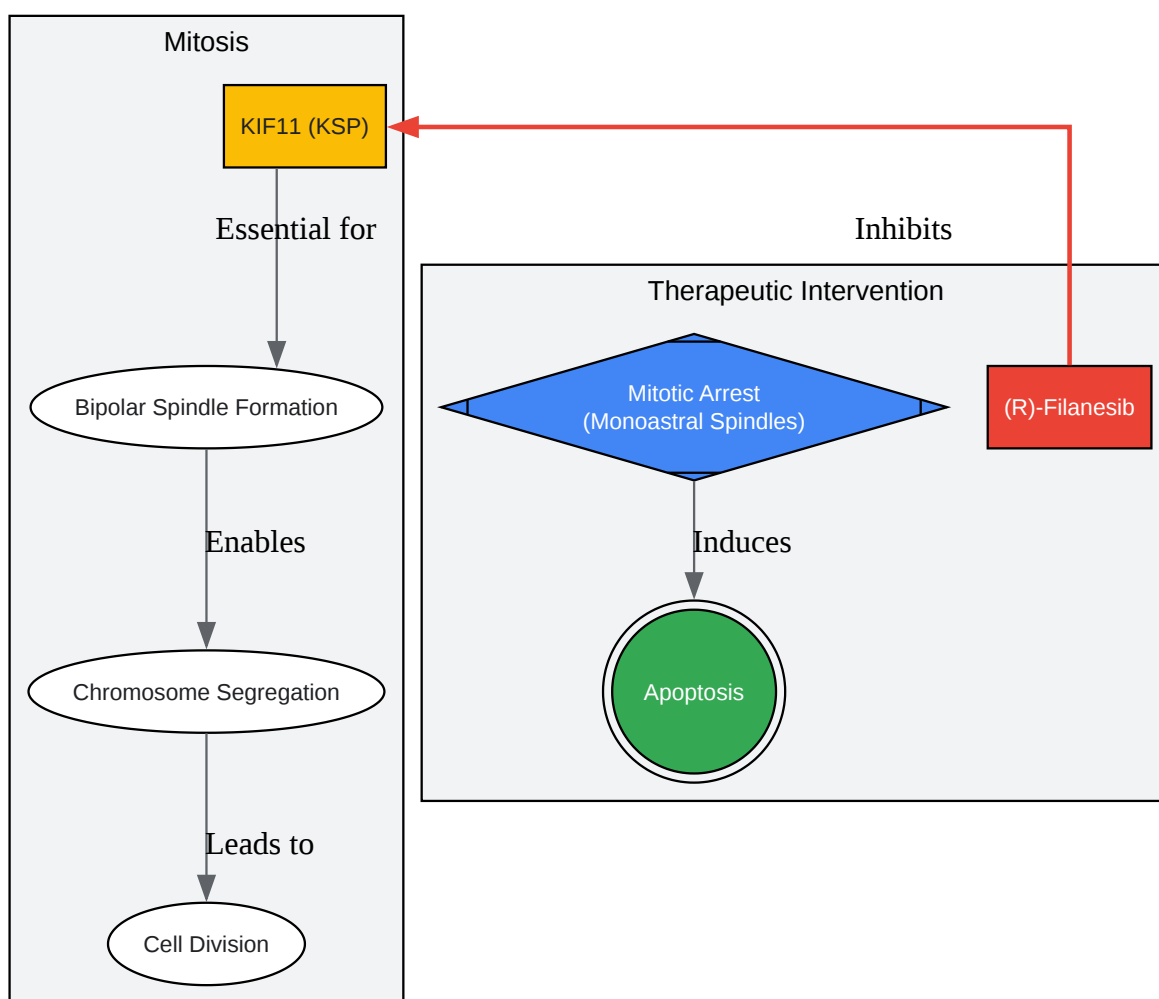 Mitosis
KIF11 (KSP)
Essential for
Inhibits
Therapeutic Intervention
Mitotic Arrest
(Monoastral Spindles)
(R)-Filanesib
Bipolar Spindle Formation
Enables
Induces
Chromosome Segregation
Apoptosis
Leads to
Cell Division